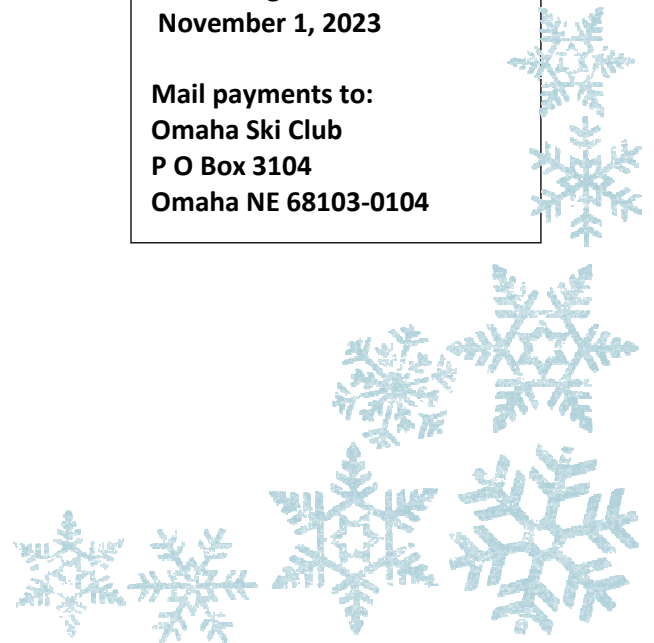 November 1, 2023
Mail payments to:
Omaha Ski Club
P O Box 3104
Omaha NE 68103-0104